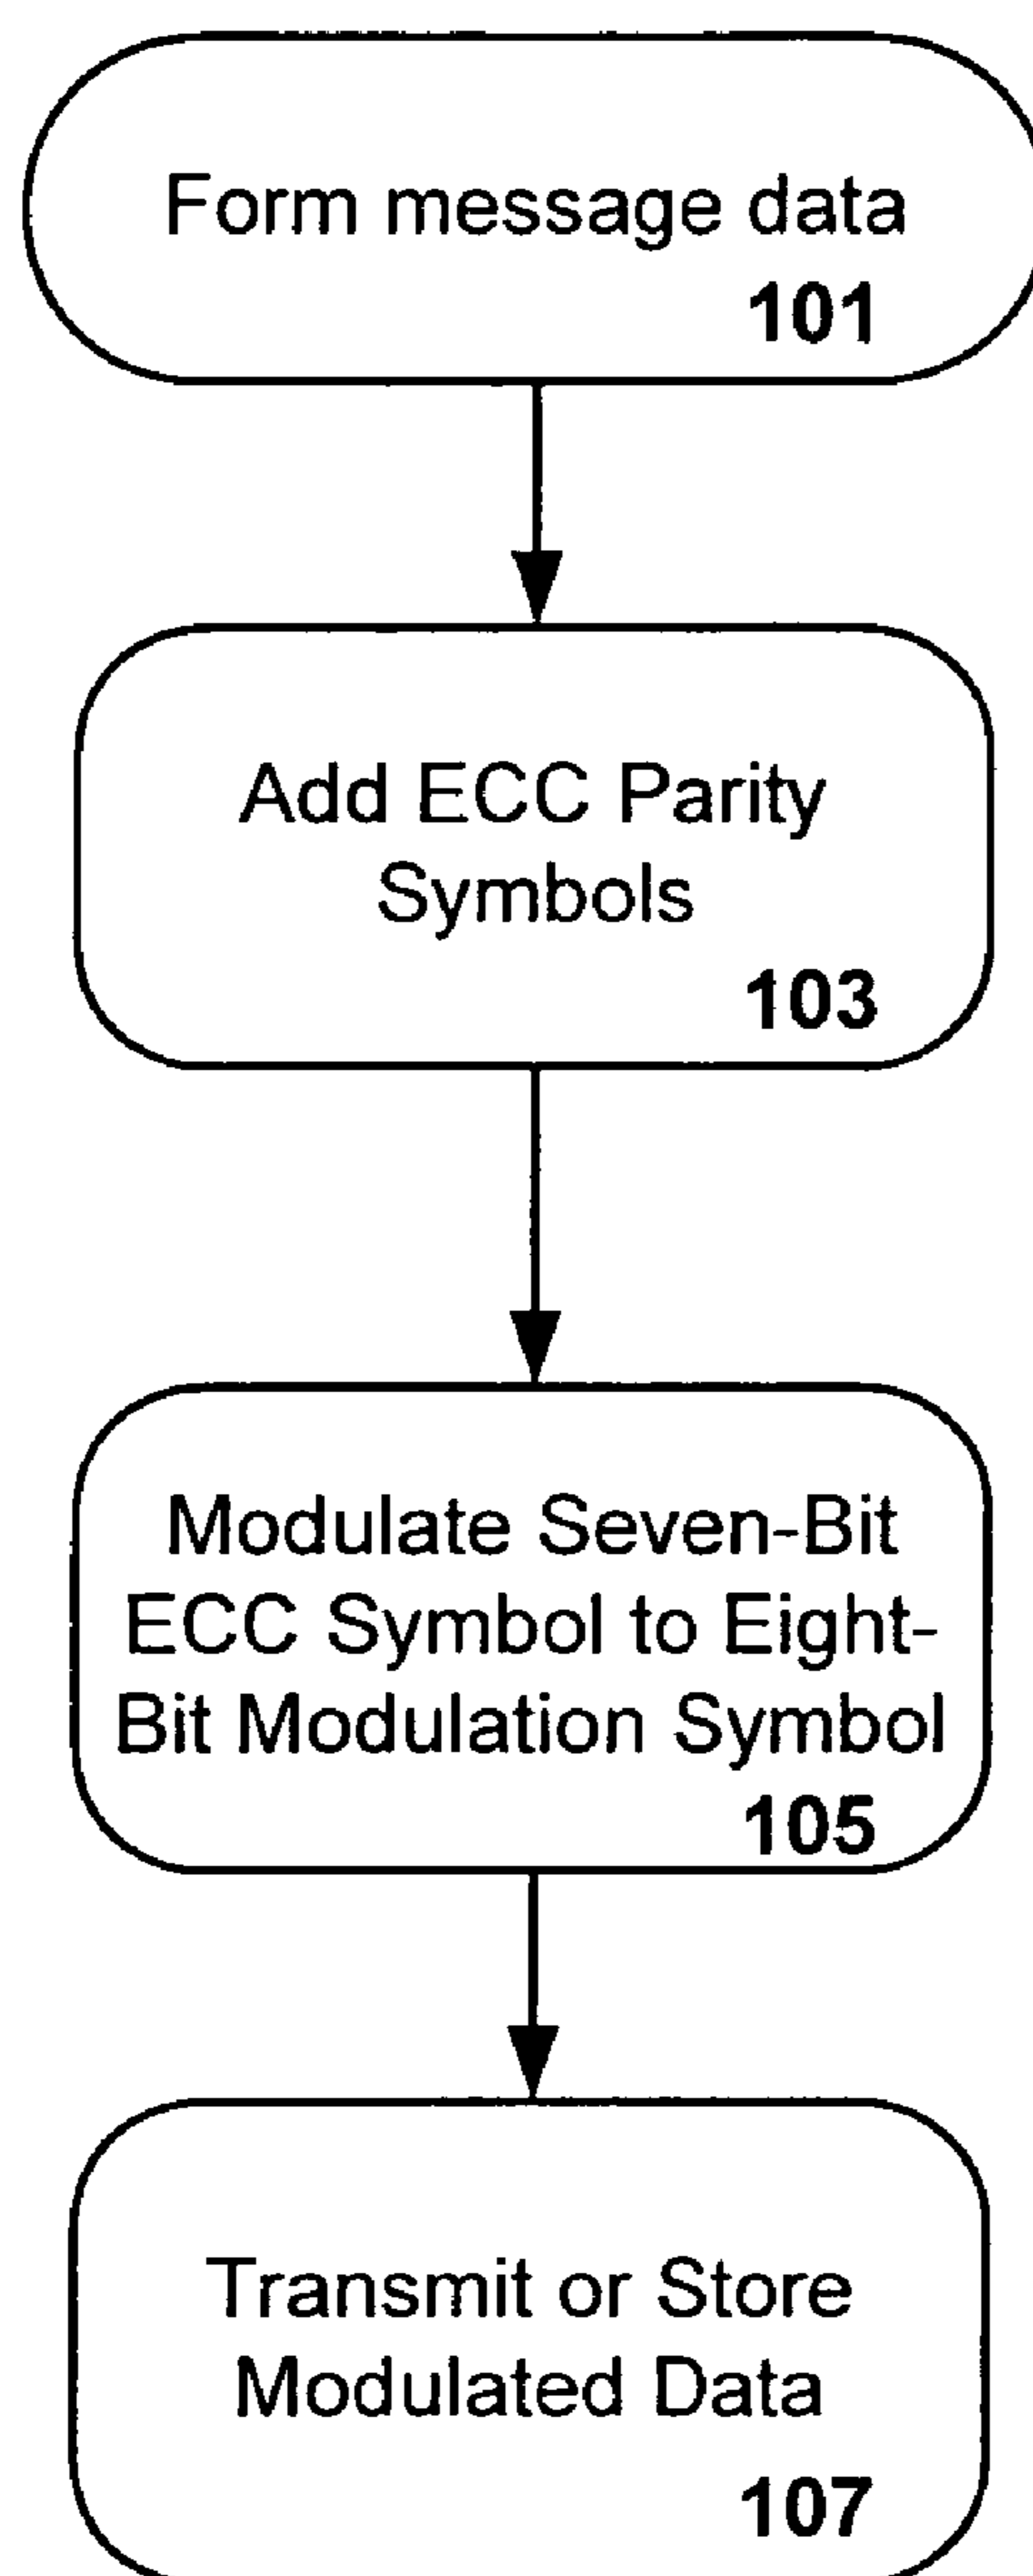 Form message data
101
Add ECC Parity
Symbols
103
Modulate Seven-Bit
ECC Symbol to Eight-
Bit Modulation Symbol
105
Transmit or Store
Modulated Data
107